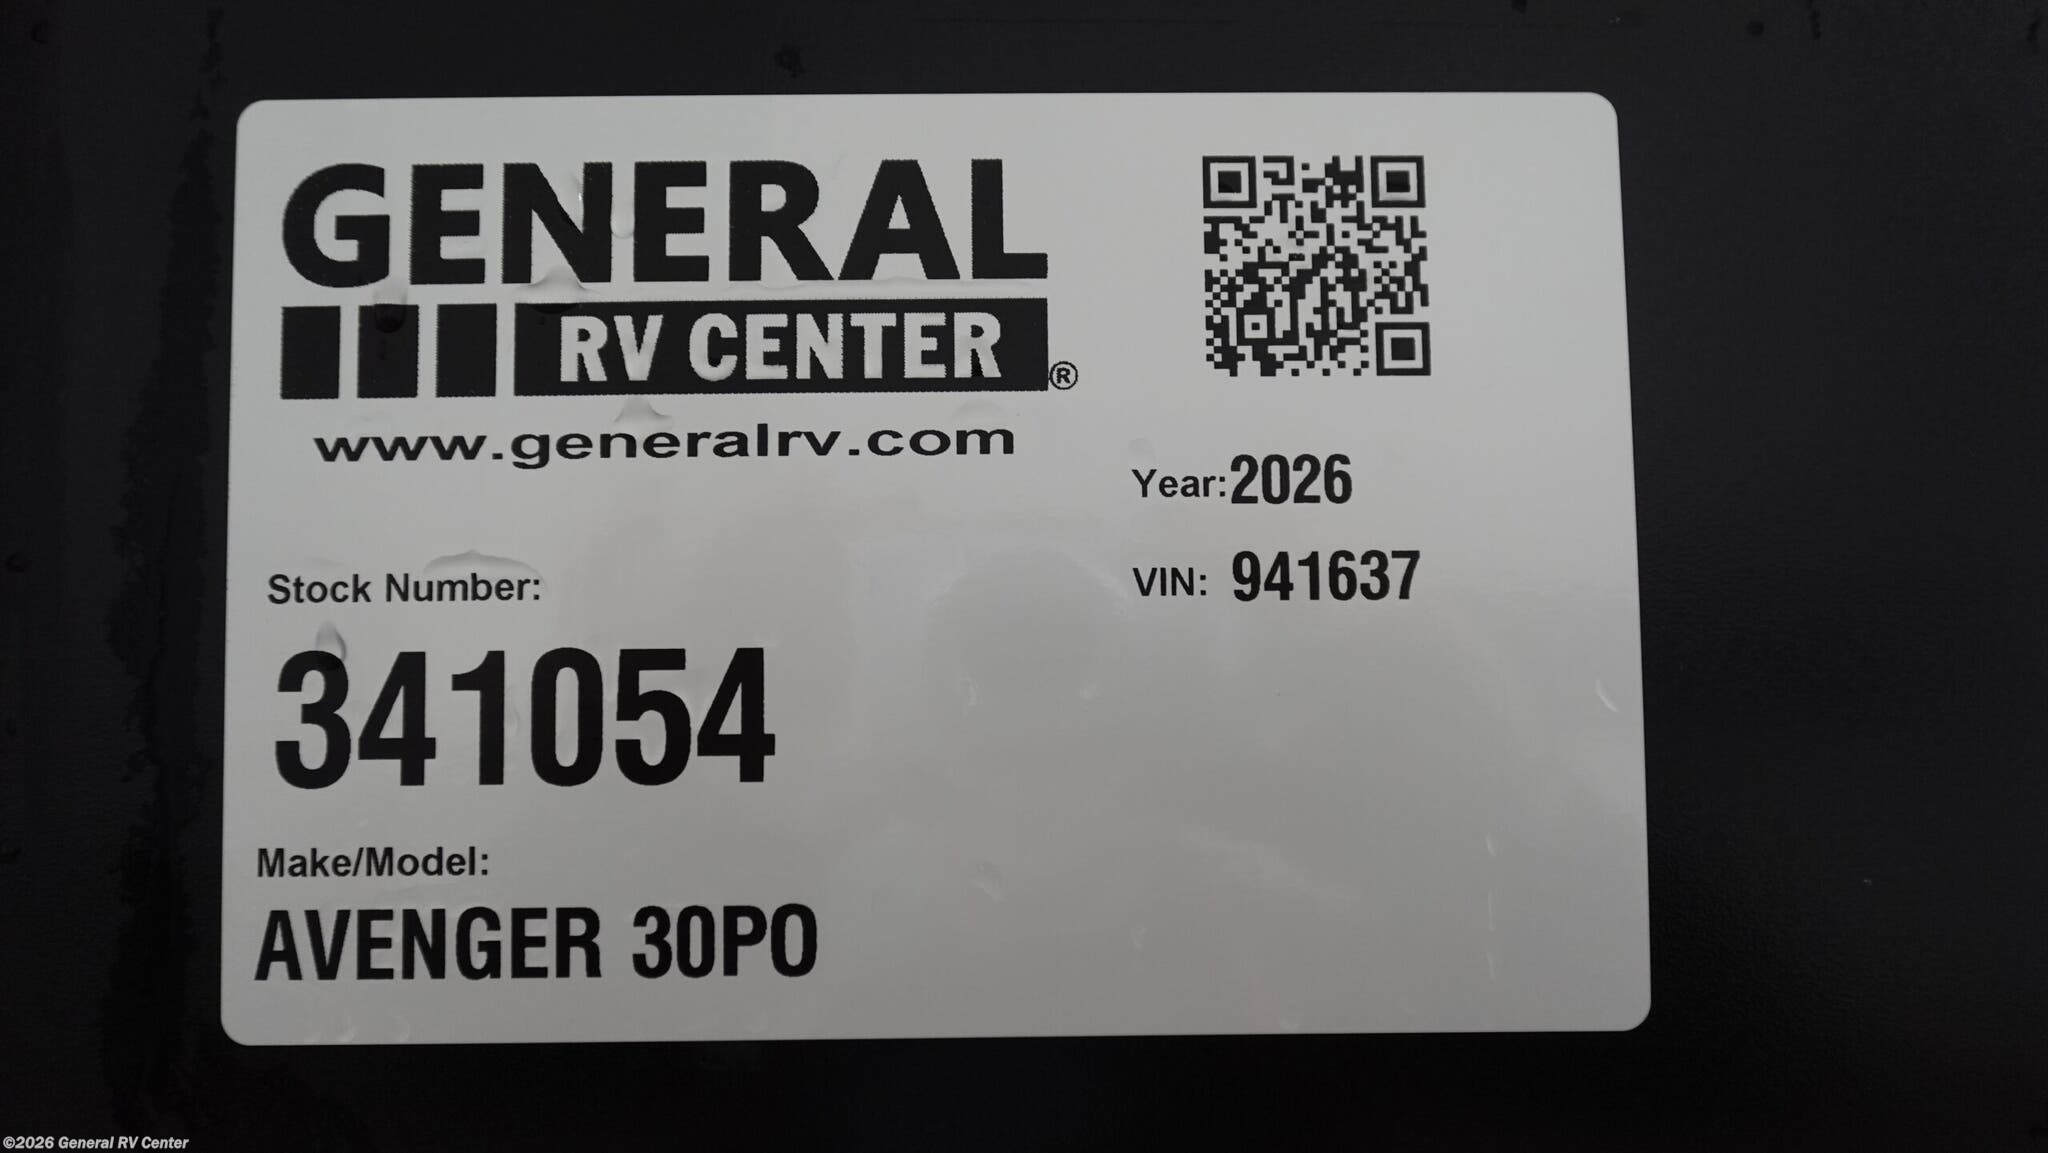 GENERAL
RV CENTER®
www.generalrv.com
Year:2026
VIN: 941637
Stock Number:
341054
Make/Model:
AVENGER 30PO
©2026 General RV Center